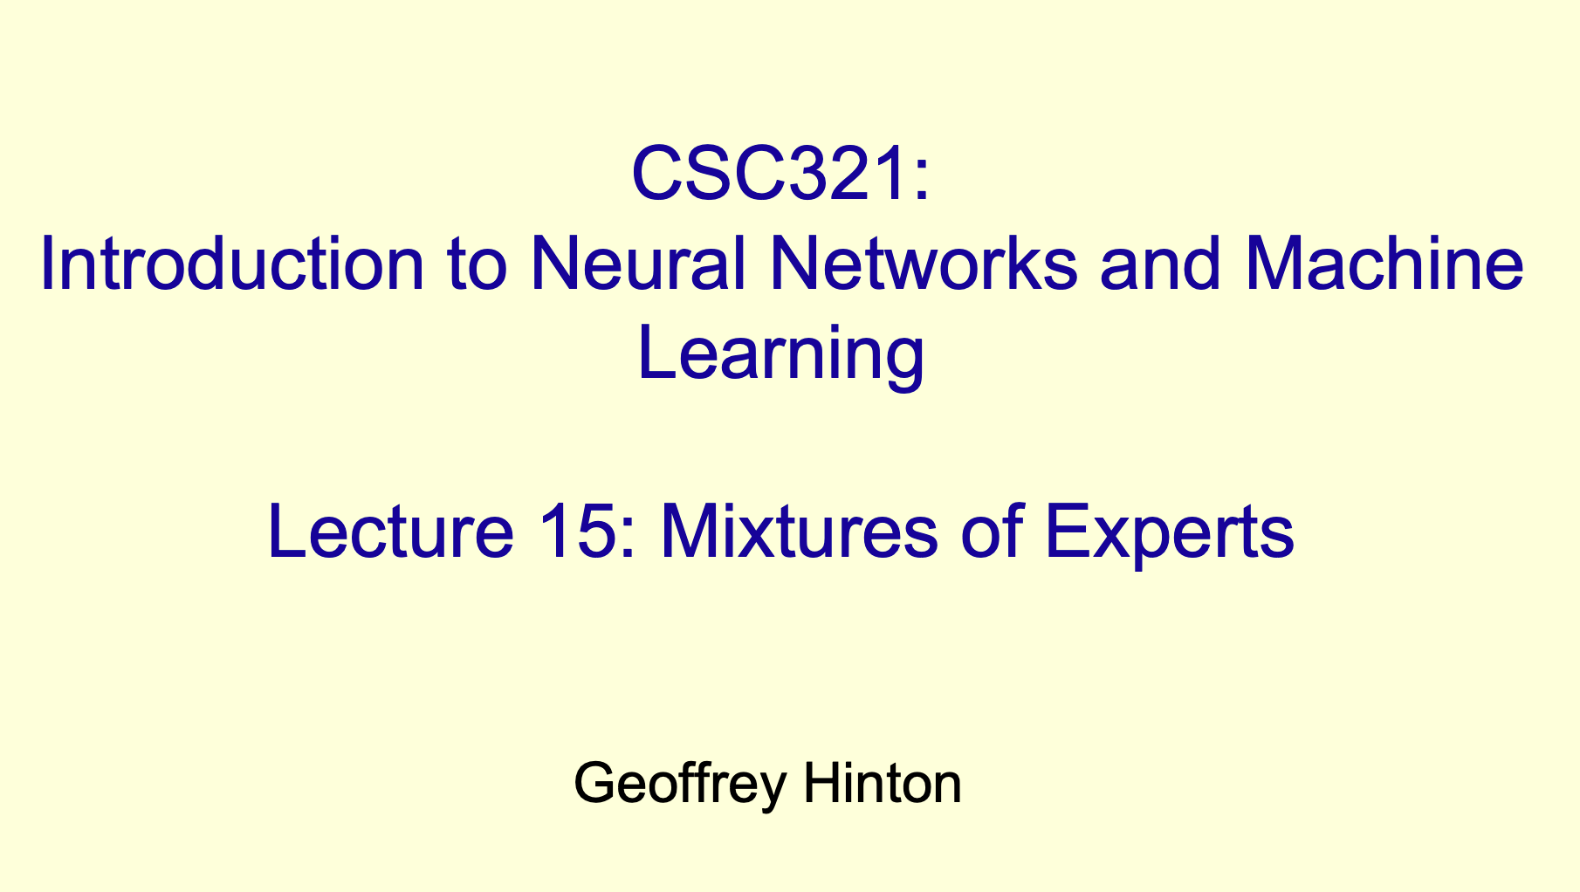 CSC321:
Introduction to Neural Networks and Machine
Learning
Lecture 15: Mixtures of Experts
Geoffrey Hinton